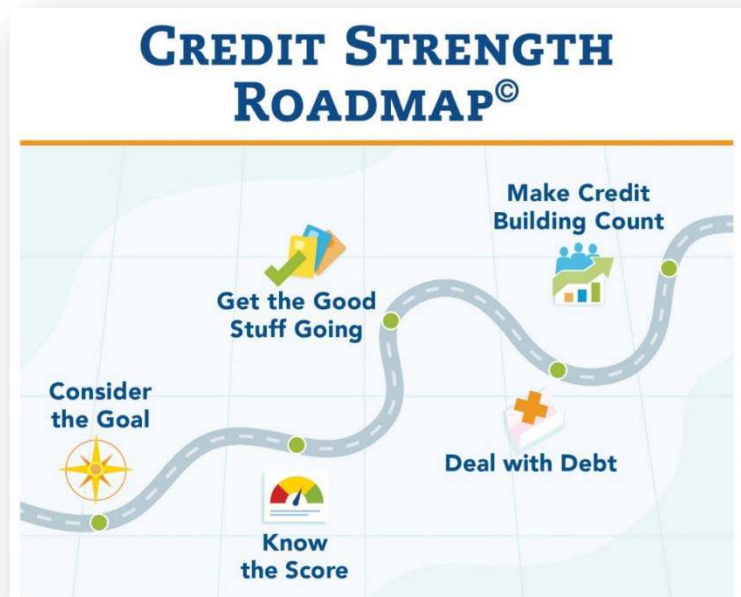 CREDIT STRENGTH
ROADMAP©
Make Credit
Building Count
Get the Good
Stuff Going
Consider
the Goal
Deal with Debt
Know
the Score